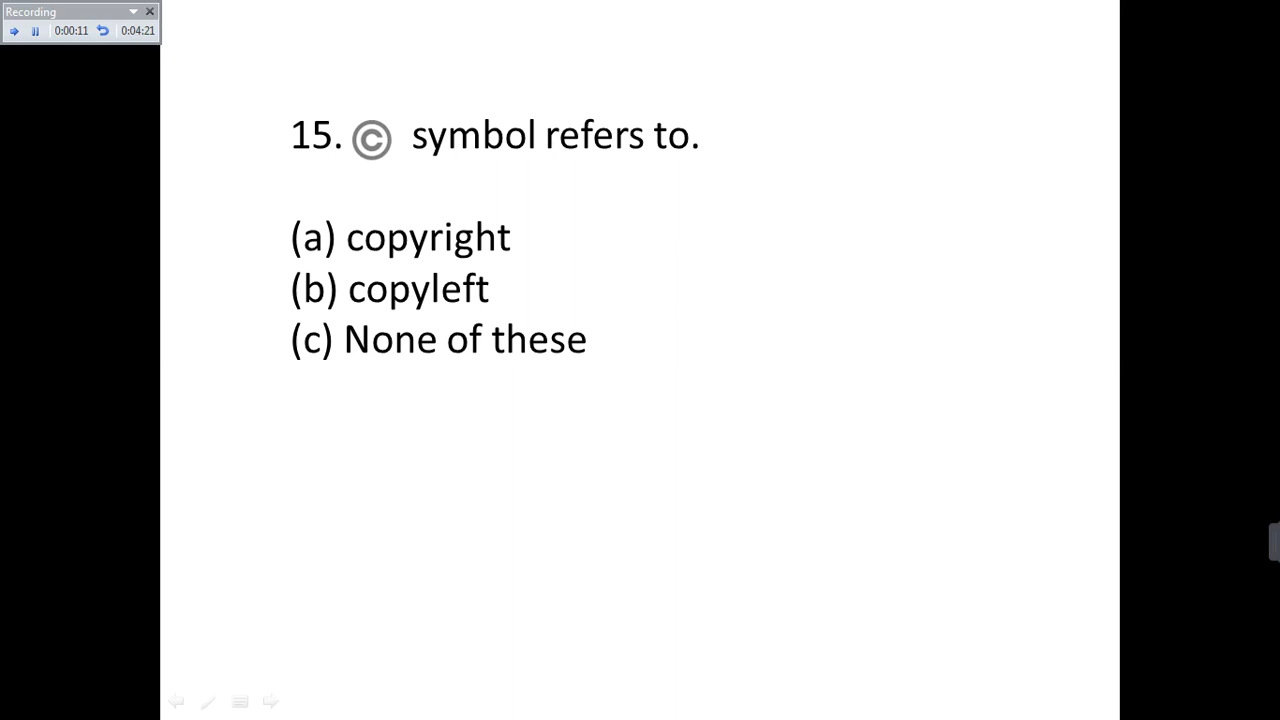 Recording
0:00:11 0:04:21
15. © symbol refers to.
(a) copyright
(b) copyleft
(c) None of these